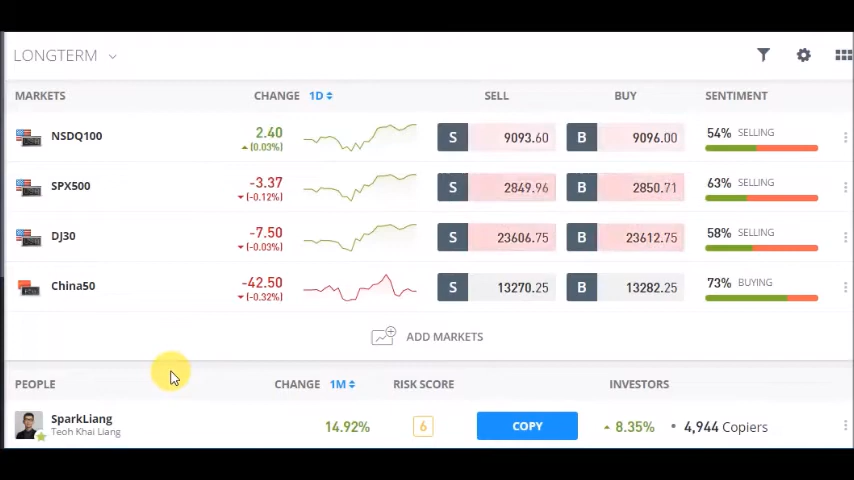 LONGTERM
MARKETS CHANGE 1D SELL BUY SENTIMENT
NSDQ100 2.40 (0.03%) S 9093.60 B 9096.00 54% SELLING
SPX500 -3.37 (-0.12%) S 2849.96 B 2850.71 63% SELLING
DJ30 -7.50 (-0.03%) S 23606.75 B 23612.75 58% SELLING
China50 -42.50 (-0.32%) S 13270.25 B 13282.25 73% BUYING
ADD MARKETS
PEOPLE CHANGE 1M RISK SCORE INVESTORS
SparkLiang 14.92% 6 COPY 8.35% • 4,944 Copiers
Teoh Khai Liang